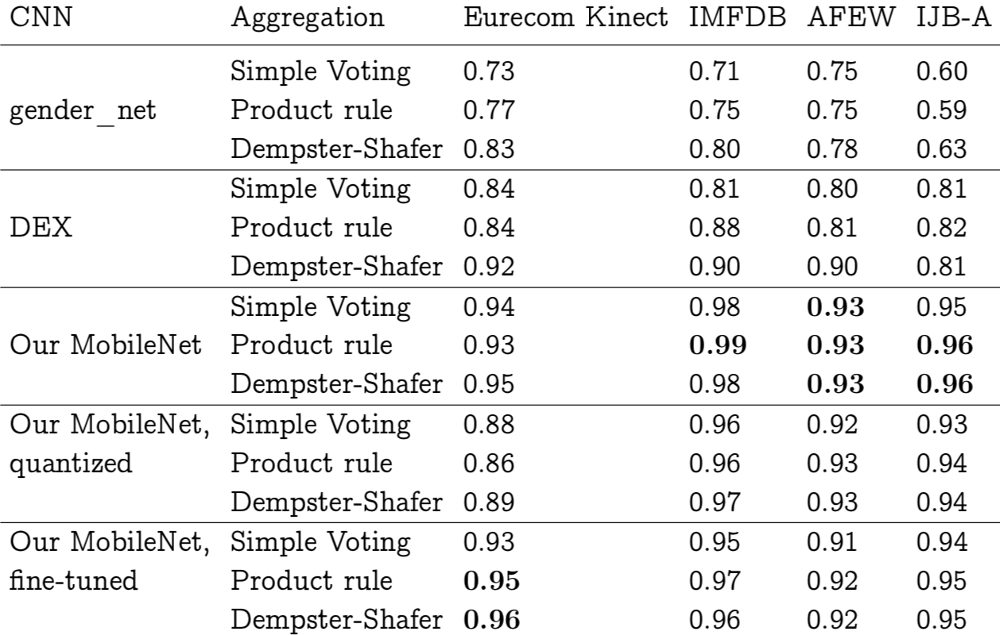 CNN Aggregation Eurecom Kinect IMFDB AFEW IJB-A
Simple Voting 0.73 0.71 0.75 0.60
gender_net Product rule 0.77 0.75 0.75 0.59
Dempster-Shafer 0.83 0.80 0.78 0.63
Simple Voting 0.84 0.81 0.80 0.81
DEX Product rule 0.84 0.88 0.81 0.82
Dempster-Shafer 0.92 0.90 0.90 0.81
Simple Voting 0.94 0.98 0.93 0.95
Our MobileNet Product rule 0.93 0.99 0.93 0.96
Dempster-Shafer 0.95 0.98 0.93 0.96
Our MobileNet, Simple Voting 0.88 0.96 0.92 0.93
quantized Product rule 0.86 0.96 0.93 0.94
Dempster-Shafer 0.89 0.97 0.93 0.94
Our MobileNet, Simple Voting 0.93 0.95 0.91 0.94
fine-tuned Product rule 0.95 0.97 0.92 0.95
Dempster-Shafer 0.96 0.96 0.92 0.95